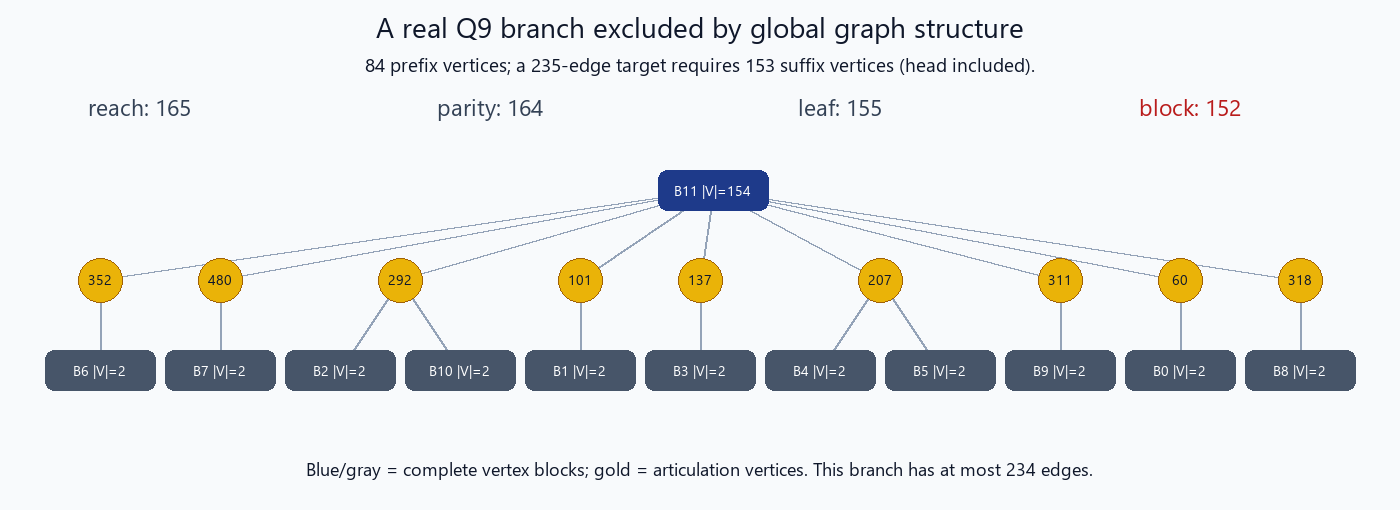 A real Q9 branch excluded by global graph structure
84 prefix vertices; a 235-edge target requires 153 suffix vertices (head included).
reach: 165 parity: 164 leaf: 155 block: 152
B11 |V|=154
352 480 292 101 137 207 311 60 318
B6 |V|=2 B7 |V|=2 B2 |V|=2 B10 |V|=2 B1 |V|=2 B3 |V|=2 B4 |V|=2 B5 |V|=2 B9 |V|=2 B0 |V|=2 B8 |V|=2
Blue/gray = complete vertex blocks; gold = articulation vertices. This branch has at most 234 edges.